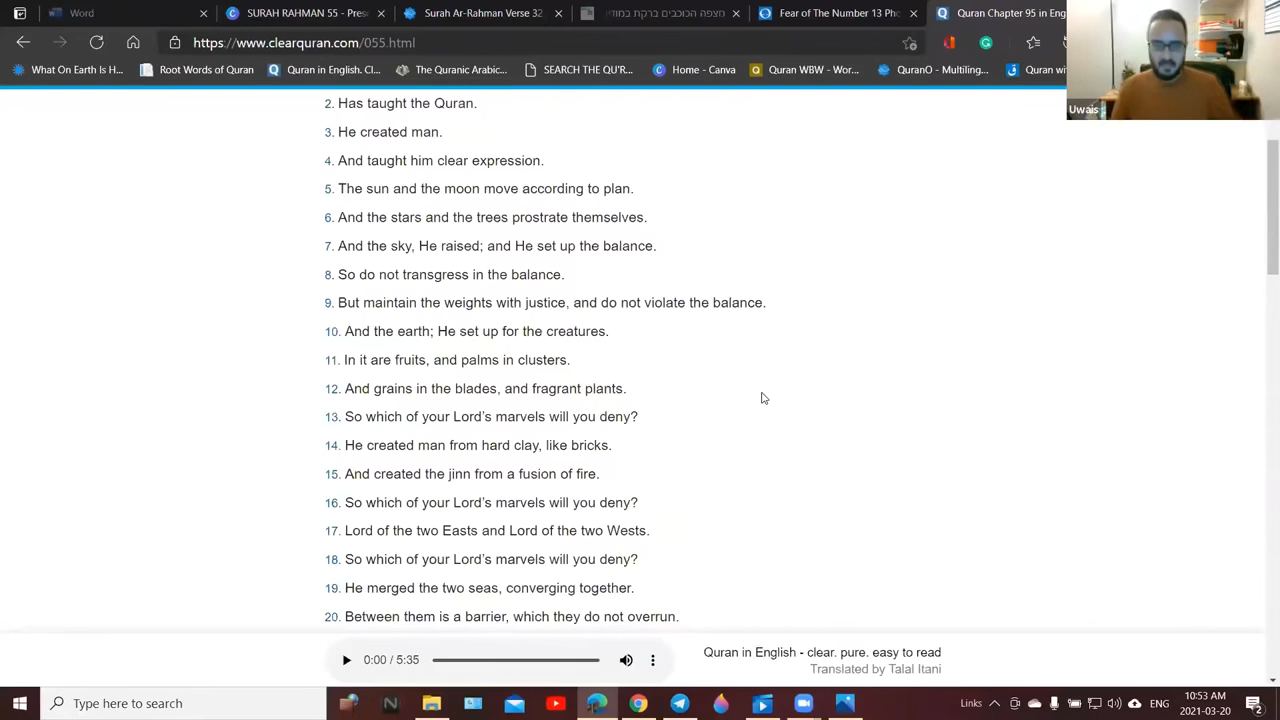 Word
SURAH RAHMAN 55 - Pres
Surah Ar-Rahman Verse 32
מצפה הכוכבים ברקת במודי
Fear of The Number 13 Pho
Quran Chapter 95 in Eng
https://www.clearquran.com/055.html
What On Earth Is H...
Root Words of Quran
Quran in English. c...
The Quranic Arabic...
SEARCH THE QU'R...
Home - Canva
Quran WBW - Wor...
QuranO - Multiling...
Quran wi
Uwais
2. Has taught the Quran.
3. He created man.
4. And taught him clear expression.
5. The sun and the moon move according to plan.
6. And the stars and the trees prostrate themselves.
7. And the sky, He raised; and He set up the balance.
8. So do not transgress in the balance.
9. But maintain the weights with justice, and do not violate the balance.
10. And the earth; He set up for the creatures.
11. In it are fruits, and palms in clusters.
12. And grains in the blades, and fragrant plants.
13. So which of your Lord’s marvels will you deny?
14. He created man from hard clay, like bricks.
15. And created the jinn from a fusion of fire.
16. So which of your Lord’s marvels will you deny?
17. Lord of the two Easts and Lord of the two Wests.
18. So which of your Lord’s marvels will you deny?
19. He merged the two seas, converging together.
20. Between them is a barrier, which they do not overrun.
0:00 / 5:35
Quran in English - clear. pure. easy to read
Translated by Talal Itani
Type here to search
Links
ENG
10:53 AM
2021-03-20
2